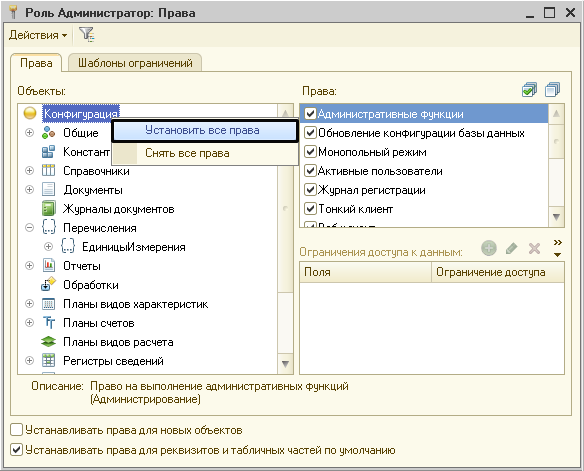 Роль Администратор: Права
Действия
Права
Шаблоны ограничений
Объекты:
Права:
Конфигурация
Общие
Констант
Справочники
Документы
Журналы документов
Перечисления
ЕдиницыИзмерения
Отчеты
Обработки
Планы видов характеристик
Планы счетов
Планы видов расчета
Регистры сведений
Установить все права
Снять все права
Административные функции
Обновление конфигурации базы данных
Монопольный режим
Активные пользователи
Журнал регистрации
Тонкий клиент
Ограничения доступа к данным:
Поля
Ограничение доступа
Описание: Право на выполнение административных функций
(Администрирование)
Устанавливать права для новых объектов
Устанавливать права для реквизитов и табличных частей по умолчанию